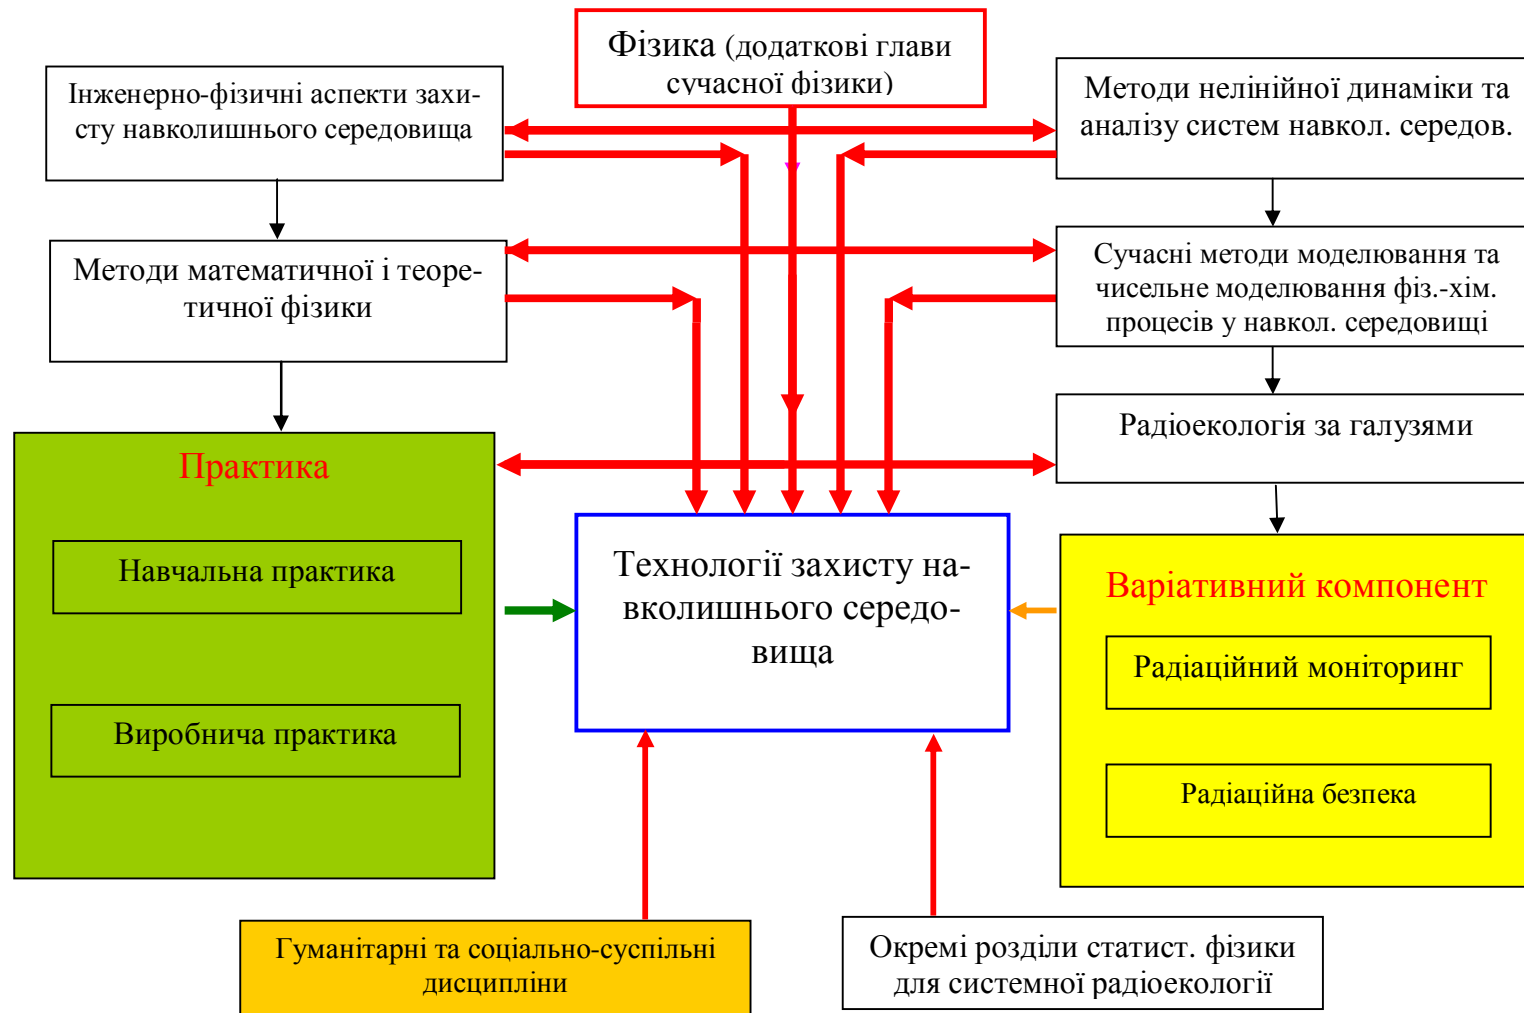 Фізика (додаткові глави
сучасної фізики)
Інженерно-фізичні аспекти захи-
сту навколишнього середовища
Методи нелінійної динаміки та
аналізу систем навкол. середов.
Методи математичної і теоре-
тичної фізики
Сучасні методи моделювання та
чисельне моделювання фіз.-хім.
процесів у навкол. середовищі
Радіоекологія за галузями
Практика
Навчальна практика
Виробнича практика
Технології захисту на-
вколишнього середо-
вища
Варіативний компонент
Радіаційний моніторинг
Радіаційна безпека
Гуманітарні та соціально-суспільні
дисципліни
Окремі розділи статист. фізики
для системної радіоекології